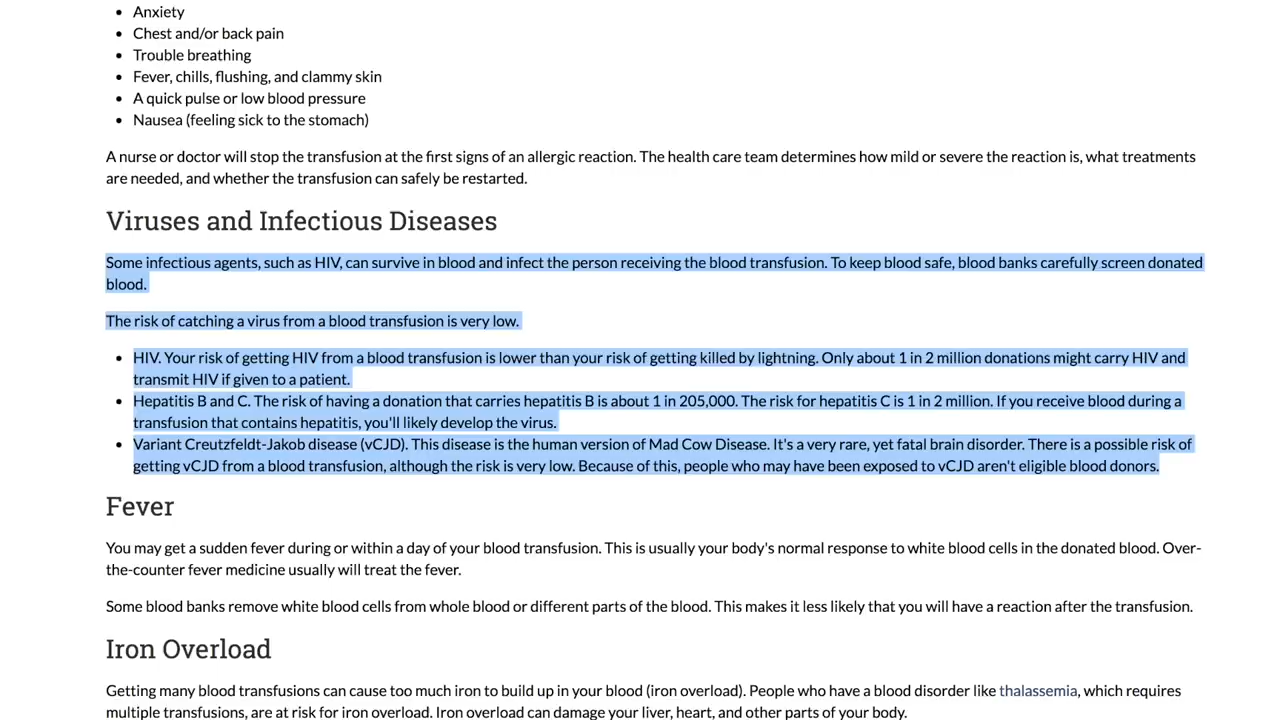 Anxiety
Chest and/or back pain
Trouble breathing
Fever, chills, flushing, and clammy skin
A quick pulse or low blood pressure
Nausea (feeling sick to the stomach)
A nurse or doctor will stop the transfusion at the first signs of an allergic reaction. The health care team determines how mild or severe the reaction is, what treatments
are needed, and whether the transfusion can safely be restarted.
Viruses and Infectious Diseases
Some infectious agents, such as HIV, can survive in blood and infect the person receiving the blood transfusion. To keep blood safe, blood banks carefully screen donated
blood.
The risk of catching a virus from a blood transfusion is very low.
HIV. Your risk of getting HIV from a blood transfusion is lower than your risk of getting killed by lightning. Only about 1 in 2 million donations might carry HIV and
transmit HIV if given to a patient.
Hepatitis B and C. The risk of having a donation that carries hepatitis B is about 1 in 205,000. The risk for hepatitis C is 1 in 2 million. If you receive blood during a
transfusion that contains hepatitis, you'll likely develop the virus.
Variant Creutzfeldt-Jakob disease (vCJD). This disease is the human version of Mad Cow Disease. It's a very rare, yet fatal brain disorder. There is a possible risk of
getting vCJD from a blood transfusion, although the risk is very low. Because of this, people who may have been exposed to vCJD aren't eligible blood donors.
Fever
You may get a sudden fever during or within a day of your blood transfusion. This is usually your body's normal response to white blood cells in the donated blood. Over-
the-counter fever medicine usually will treat the fever.
Some blood banks remove white blood cells from whole blood or different parts of the blood. This makes it less likely that you will have a reaction after the transfusion.
Iron Overload
Getting many blood transfusions can cause too much iron to build up in your blood (iron overload). People who have a blood disorder like thalassemia, which requires
multiple transfusions, are at risk for iron overload. Iron overload can damage your liver, heart, and other parts of your body.